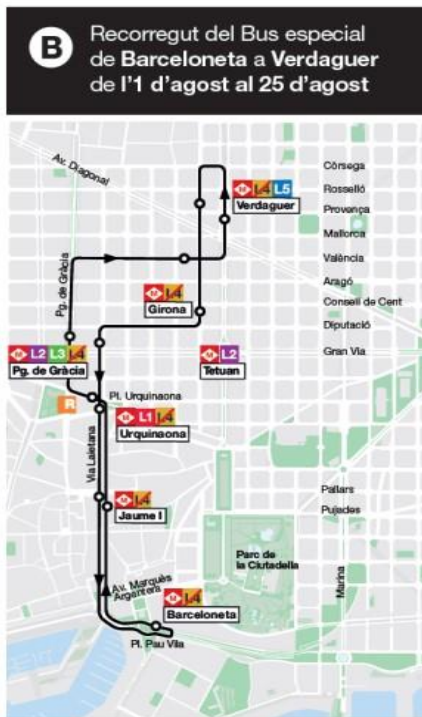 B
Recorregut del Bus especial
de Barceloneta a Verdaguer
de l'1 d'agost al 25 d'agost
Av. Diagonal
Còrsega
Rosselló
Provença
Mallorca
València
Aragó
Consell de Cent
Diputació
Gran Via
M L4 L5
Verdaguer
Pg. de Gràcia
M L4
Girona
M L2 L3 L4
Pg. de Gràcia
M L2
Tetuan
R
Pl. Urquinaona
M L1 L4
Urquinaona
Via Laietana
M L4
Jaume I
Pallars
Pujades
Parc de
la Ciutadella
Marina
Av. Marquès
Argentera
M L4
Barceloneta
Pl. Pau Vila